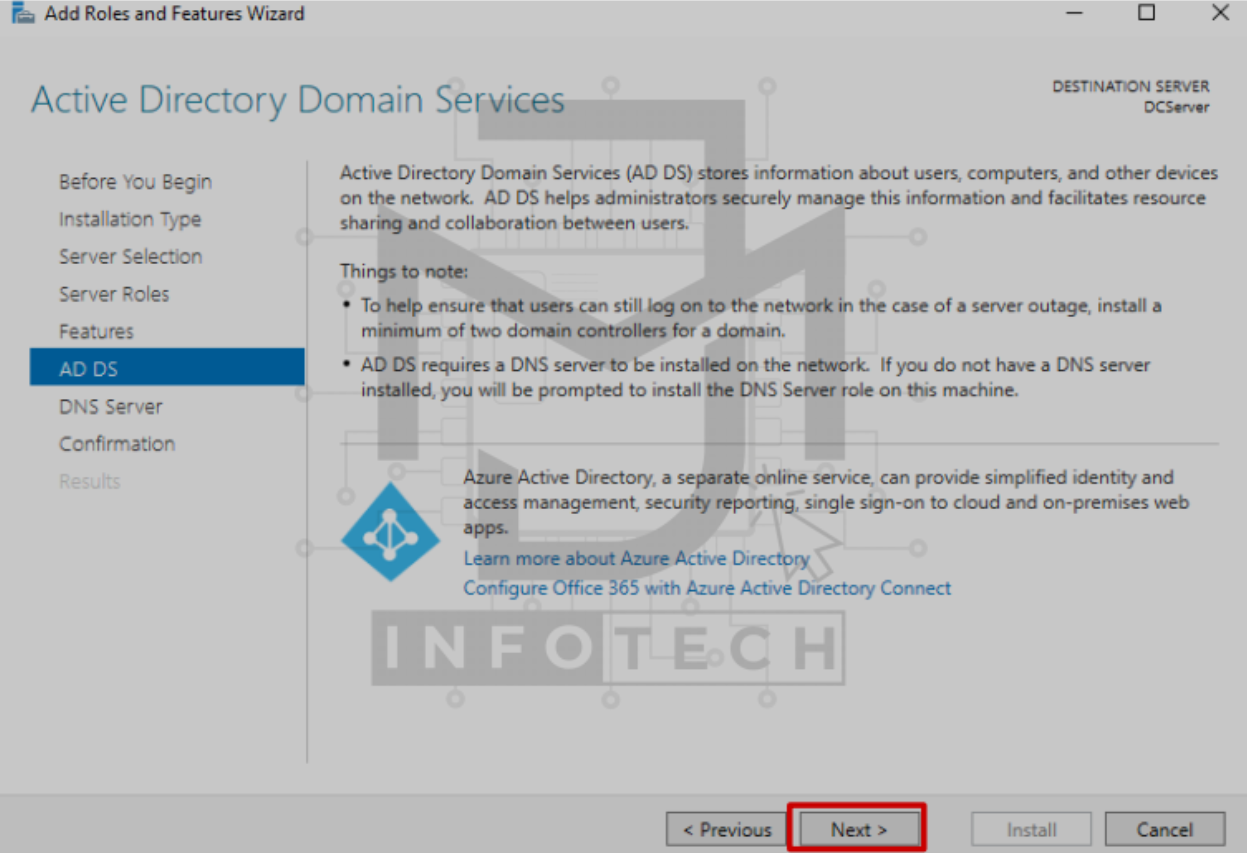 Add Roles and Features Wizard
Active Directory Domain Services
DESTINATION SERVER
DCServer
Before You Begin
Installation Type
Server Selection
Server Roles
Features
AD DS
DNS Server
Confirmation
Results
Active Directory Domain Services (AD DS) stores information about users, computers, and other devices
on the network. AD DS helps administrators securely manage this information and facilitates resource
sharing and collaboration between users.
Things to note:
• To help ensure that users can still log on to the network in the case of a server outage, install a
minimum of two domain controllers for a domain.
• AD DS requires a DNS server to be installed on the network. If you do not have a DNS server
installed, you will be prompted to install the DNS Server role on this machine.
Azure Active Directory, a separate online service, can provide simplified identity and
access management, security reporting, single sign-on to cloud and on-premises web
apps.
Learn more about Azure Active Directory
Configure Office 365 with Azure Active Directory Connect
INFOTECH
< Previous
Next >
Install
Cancel